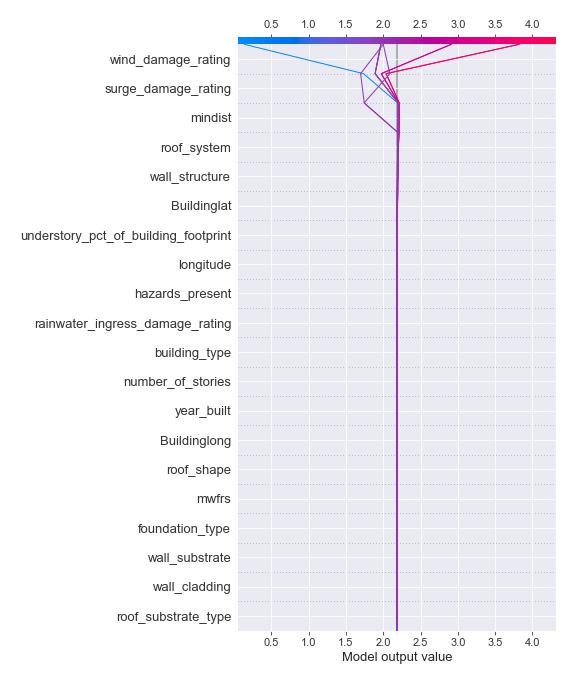 0.5 1.0 1.5 2.0 2.5 3.0 3.5 4.0
wind_damage_rating
surge_damage_rating
mindist
roof_system
wall_structure
Buildinglat
understory_pct_of_building_footprint
longitude
hazards_present
rainwater_ingress_damage_rating
building_type
number_of_stories
year_built
Buildinglong
roof_shape
mwfrs
foundation_type
wall_substrate
wall_cladding
roof_substrate_type
0.5 1.0 1.5 2.0 2.5 3.0 3.5 4.0
Model output value